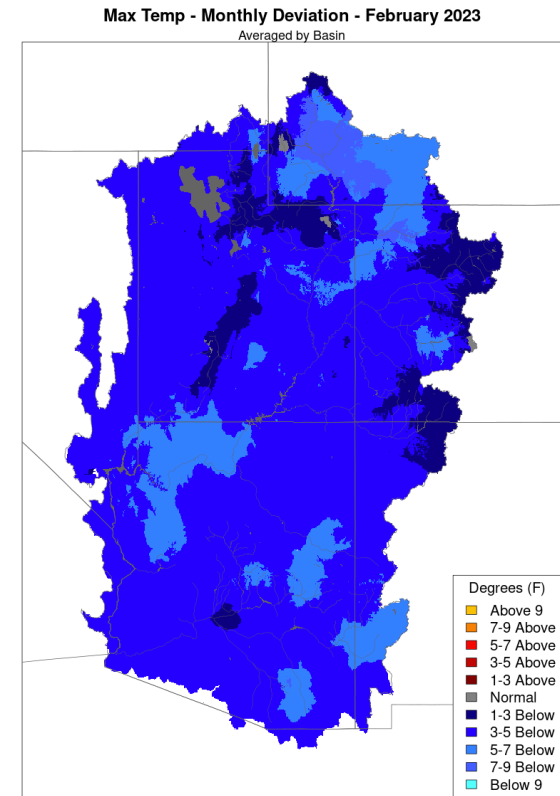 Max Temp - Monthly Deviation - February 2023
Averaged by Basin
Degrees (F)
Above 9
7-9 Above
5-7 Above
3-5 Above
1-3 Above
Normal
1-3 Below
3-5 Below
5-7 Below
7-9 Below
Below 9